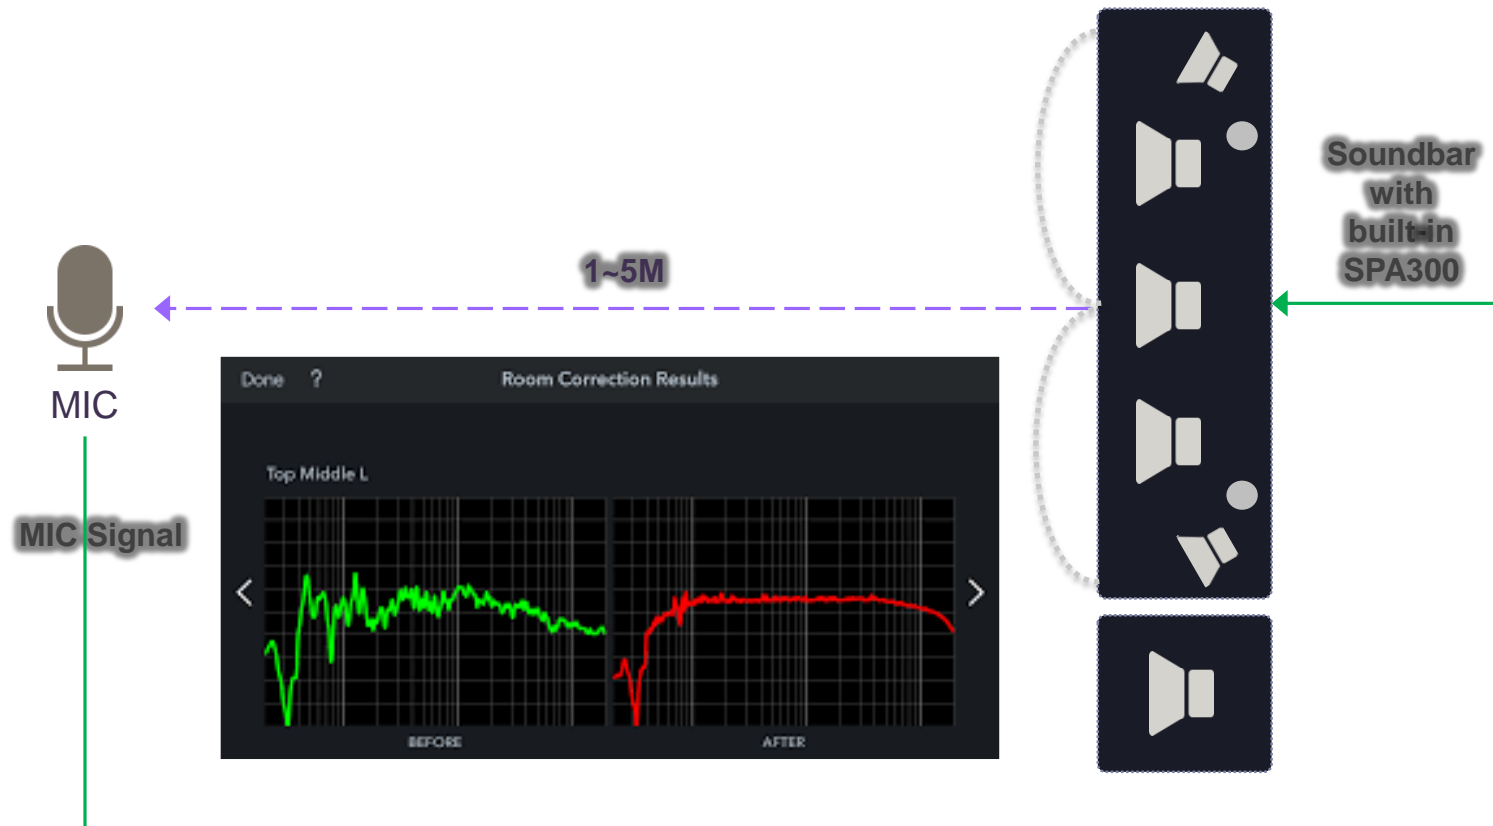 Soundbar
with
built-in
SPA300
1~5M
MIC
MIC Signal
Done ? Room Correction Results
Top Middle L
BEFORE AFTER